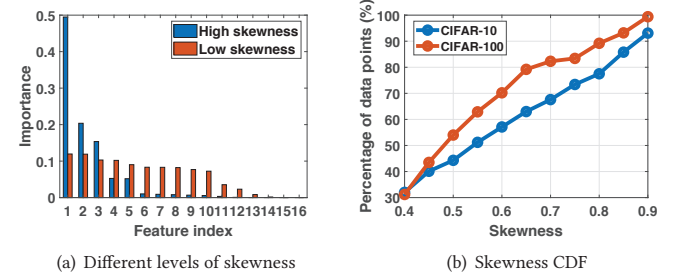 0.5
0.4
0.3
0.2
0.1
0
Importance
High skewness
Low skewness
1 2 3 4 5 6 7 8 9 10 11 12 13 14 15 16
Feature index
(a) Different levels of skewness
100
90
80
70
60
50
40
30
Percentage of data points (%)
CIFAR-10
CIFAR-100
0.4 0.5 0.6 0.7 0.8 0.9
Skewness
(b) Skewness CDF